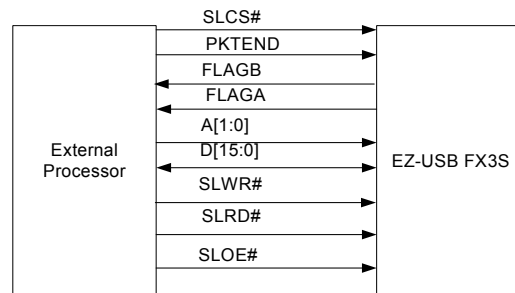 SLCS#
PKTEND
FLAGB
FLAGA
A[1:0]
D[15:0]
External
Processor
EZ-USB FX3S
SLWR#
SLRD#
SLOE#